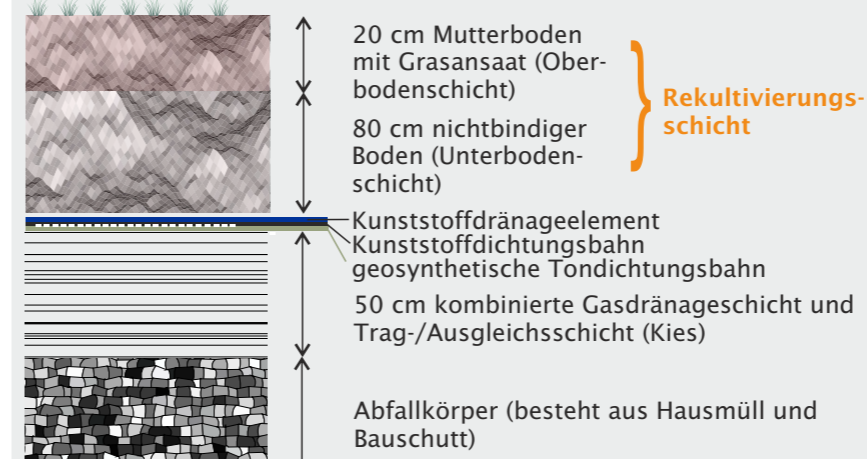 20 cm Mutterboden
mit Grasansaat (Ober-
bodenschicht)
80 cm nichtbindiger
Boden (Unterboden-
schicht)
Rekultivierungs-
schicht
Kunststoffdränageelement
Kunststoffdichtungsbahn
geosynthetische Tondichtungsbahn
50 cm kombinierte Gasdränageschicht und
Trag-/Ausgleichsschicht (Kies)
Abfallkörper (besteht aus Hausmüll und
Bauschutt)